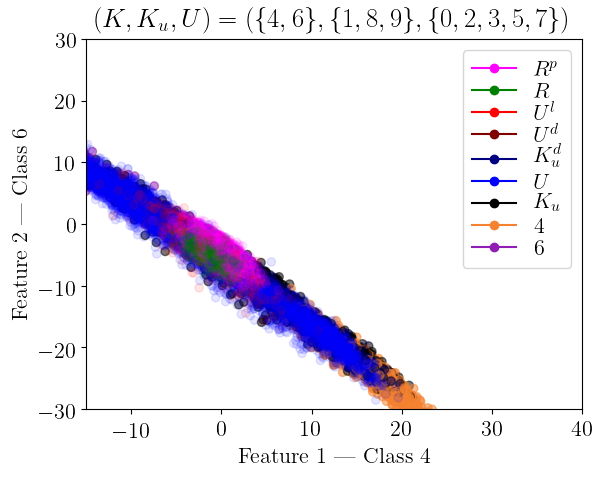 (K, K_u, U) = ({4, 6}, {1, 8, 9}, {0, 2, 3, 5, 7})
30
20
10
0
−10
−20
−30
Feature 2 — Class 6
R^p
R
U^l
U^d
K_u^d
U
K_u
4
6
−10
0
10
20
30
40
Feature 1 — Class 4